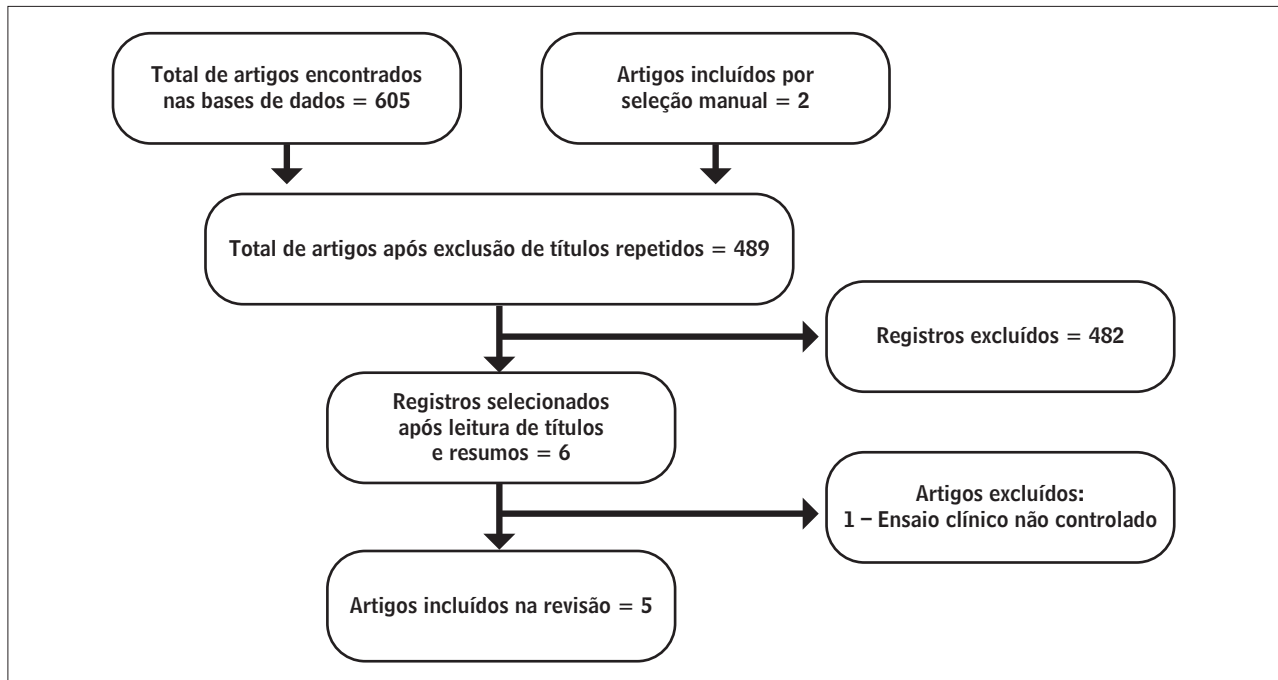 Total de artigos encontrados
nas bases de dados = 605
Artigos incluídos por
seleção manual = 2
Total de artigos após exclusão de títulos repetidos = 489
Registros excluídos = 482
Registros selecionados
após leitura de títulos
e resumos = 6
Artigos excluídos:
1 – Ensaio clínico não controlado
Artigos incluídos na revisão = 5